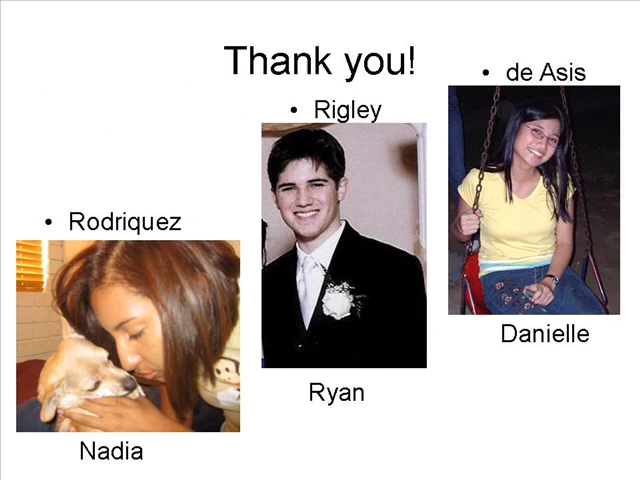 Thank you!
• de Asis
• Rigley
• Rodriquez
Danielle
Ryan
Nadia